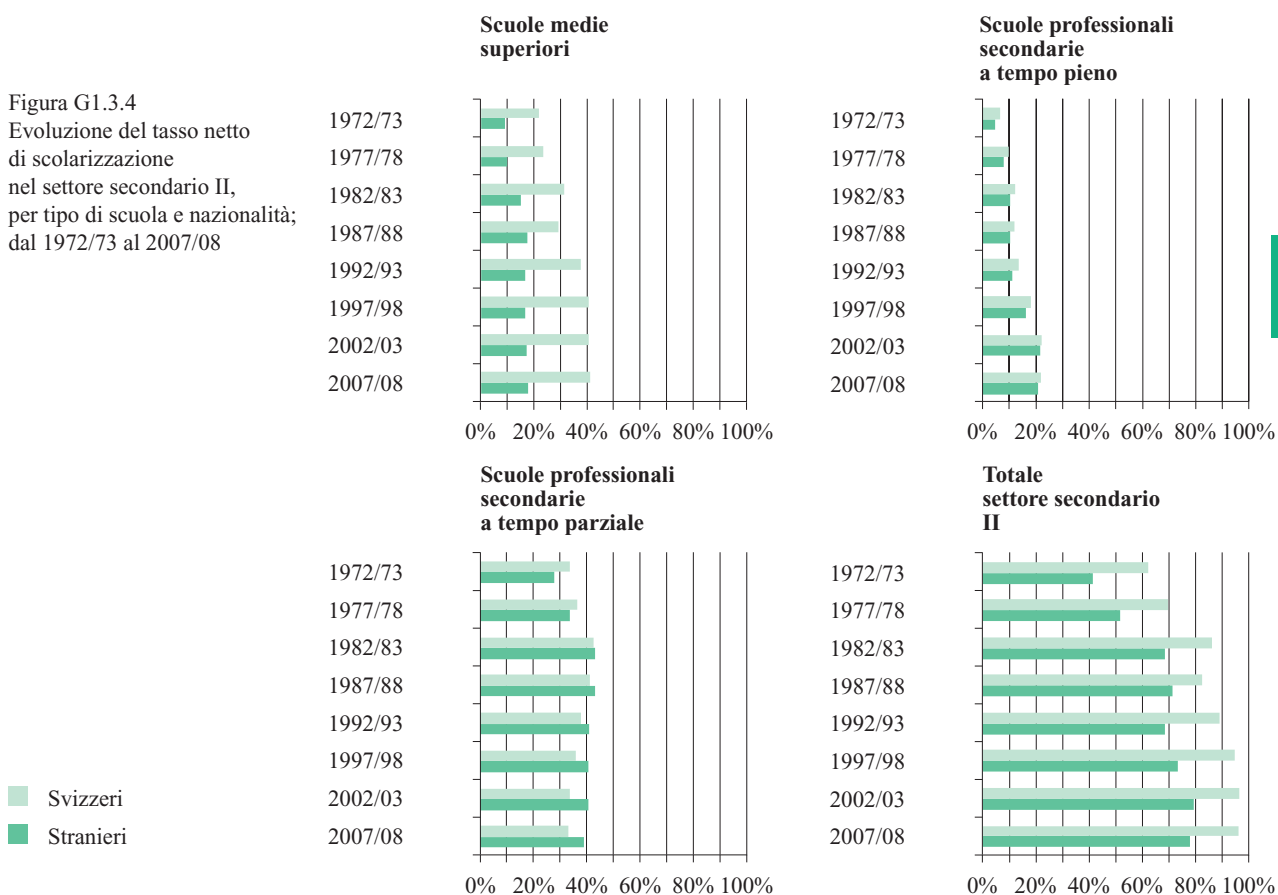 Figura G1.3.4
Evoluzione del tasso netto
di scolarizzazione
nel settore secondario II,
per tipo di scuola e nazionalità;
dal 1972/73 al 2007/08
Scuole medie
superiori
1972/73
1977/78
1982/83
1987/88
1992/93
1997/98
2002/03
2007/08
0% 20% 40% 60% 80% 100%
Scuole professionali
secondarie
a tempo pieno
1972/73
1977/78
1982/83
1987/88
1992/93
1997/98
2002/03
2007/08
0% 20% 40% 60% 80% 100%
Scuole professionali
secondarie
a tempo parziale
1972/73
1977/78
1982/83
1987/88
1992/93
1997/98
2002/03
2007/08
0% 20% 40% 60% 80% 100%
Totale
settore secondario
II
1972/73
1977/78
1982/83
1987/88
1992/93
1997/98
2002/03
2007/08
0% 20% 40% 60% 80% 100%
Svizzeri
Stranieri